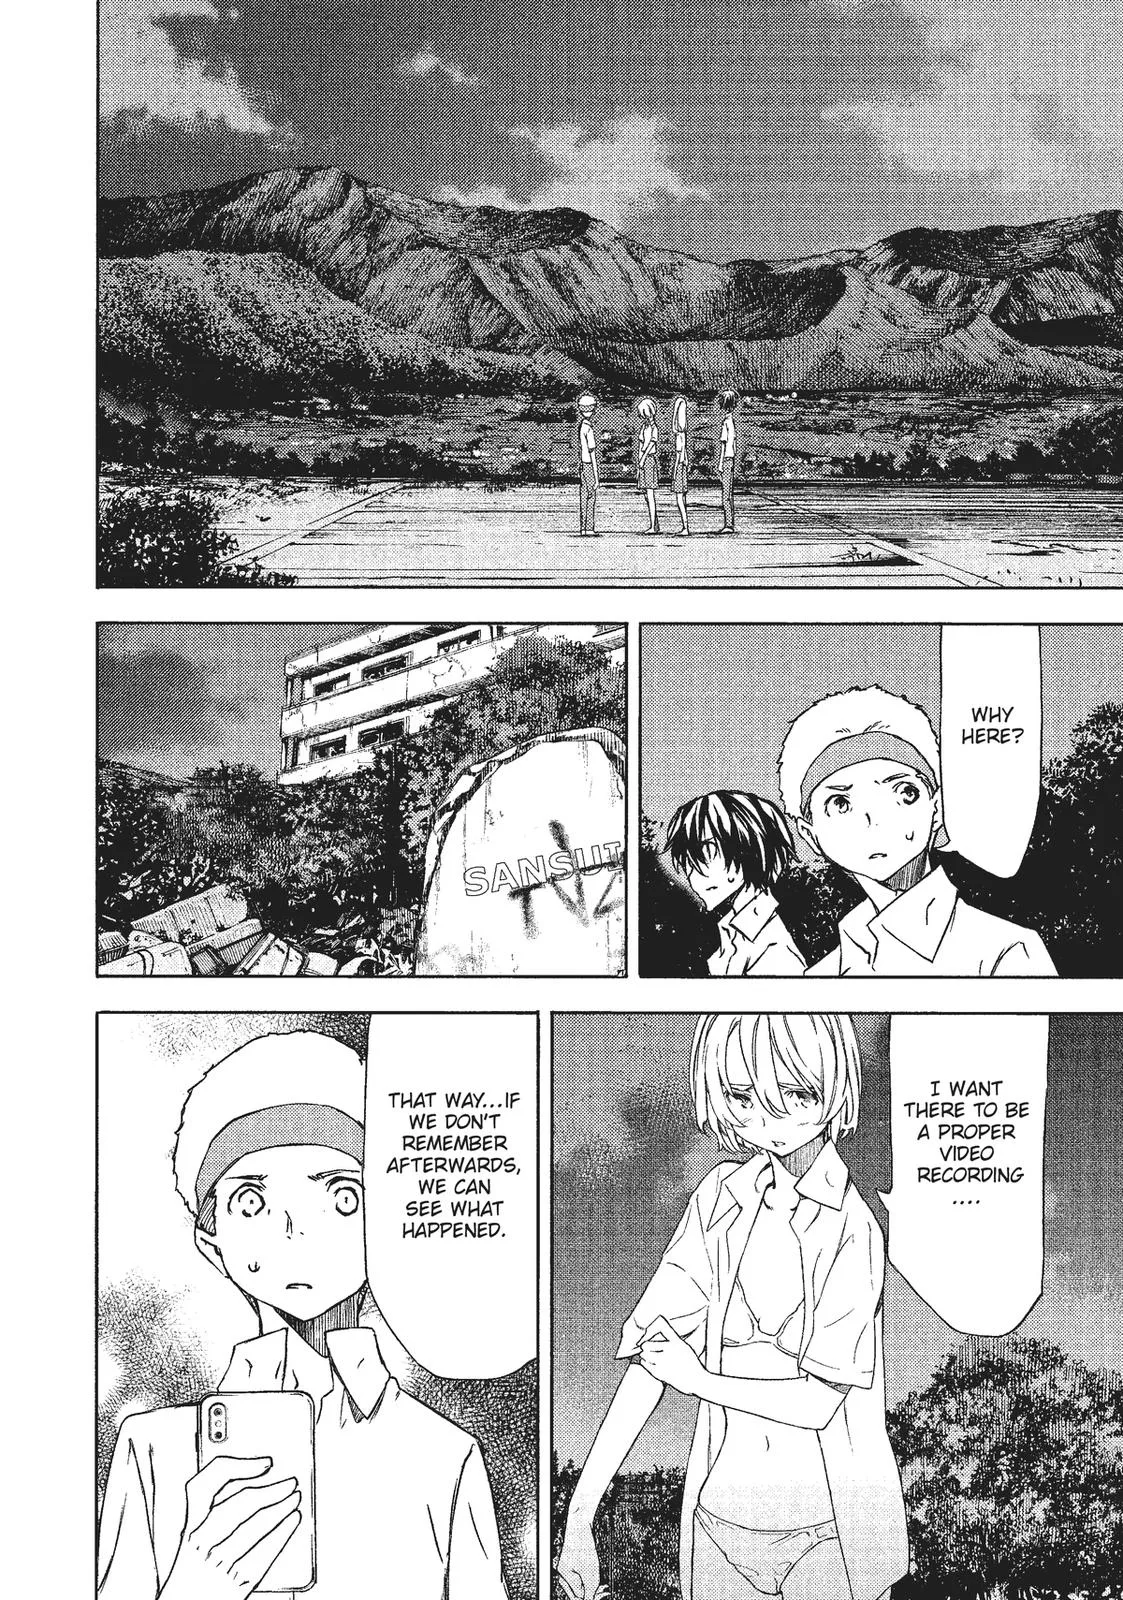 WHY
HERE?
SANSUI
I WANT
THERE TO BE
A PROPER
VIDEO
RECORDING
....
THAT WAY...IF
WE DON'T
REMEMBER
AFTERWARDS,
WE CAN
SEE WHAT
HAPPENED.